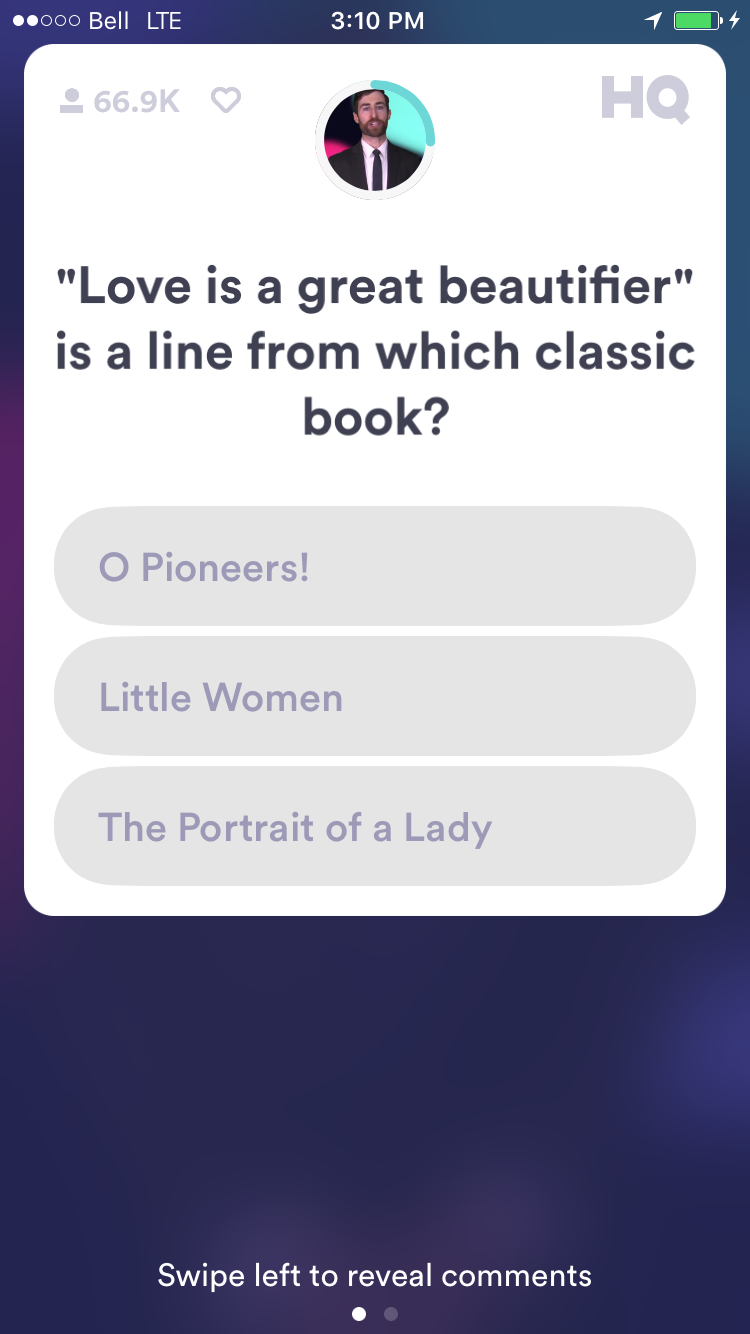 Bell LTE 3:10 PM
66.9K HQ
"Love is a great beautifier"
is a line from which classic
book?
O Pioneers!
Little Women
The Portrait of a Lady
Swipe left to reveal comments